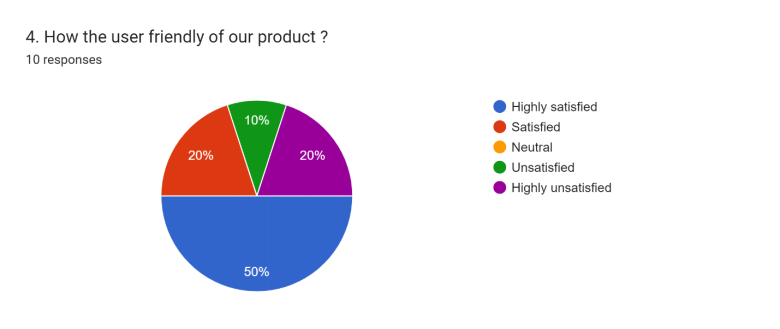 4. How the user friendly of our product ?
10 responses
10%
20%
20%
50%
Highly satisfied
Satisfied
Neutral
Unsatisfied
Highly unsatisfied